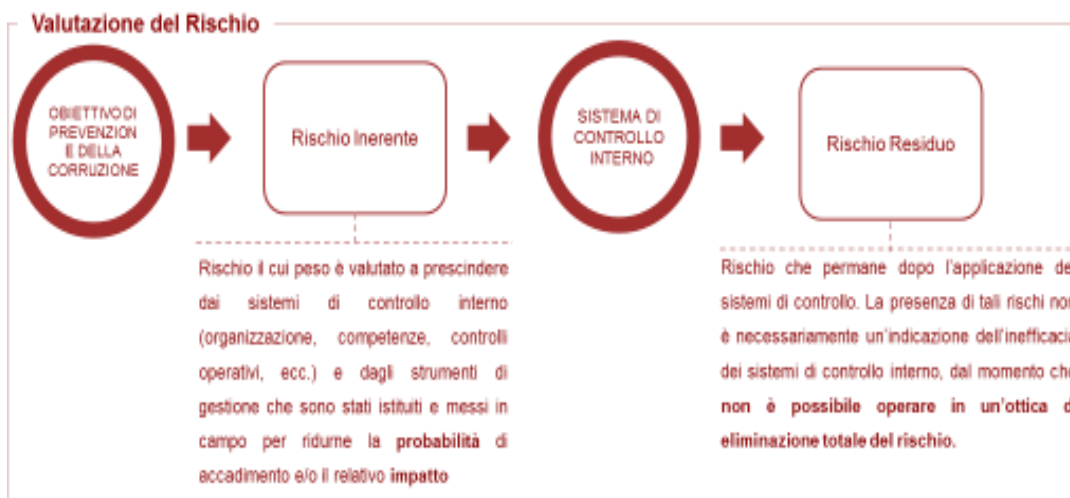 Valutazione del Rischio
OBIETTIVO DI
PREVENZION
E DELLA
CORRUZIONE
Rischio Inerente
SISTEMA DI
CONTROLLO
INTERNO
Rischio Residuo
Rischio il cui peso è valutato a prescindere
dai sistemi di controllo interno
(organizzazione, competenze, controlli
operativi, ecc.) e dagli strumenti di
gestione che sono stati istituiti e messi in
campo per ridurne la probabilità di
accadimento e/o il relativo impatto
Rischio che permane dopo l'applicazione de
sistemi di controllo. La presenza di tali rischi non
è necessariamente un'indicazione dell'inefficacia
dei sistemi di controllo interno, dal momento che
non è possibile operare in un'ottica d
eliminazione totale del rischio.